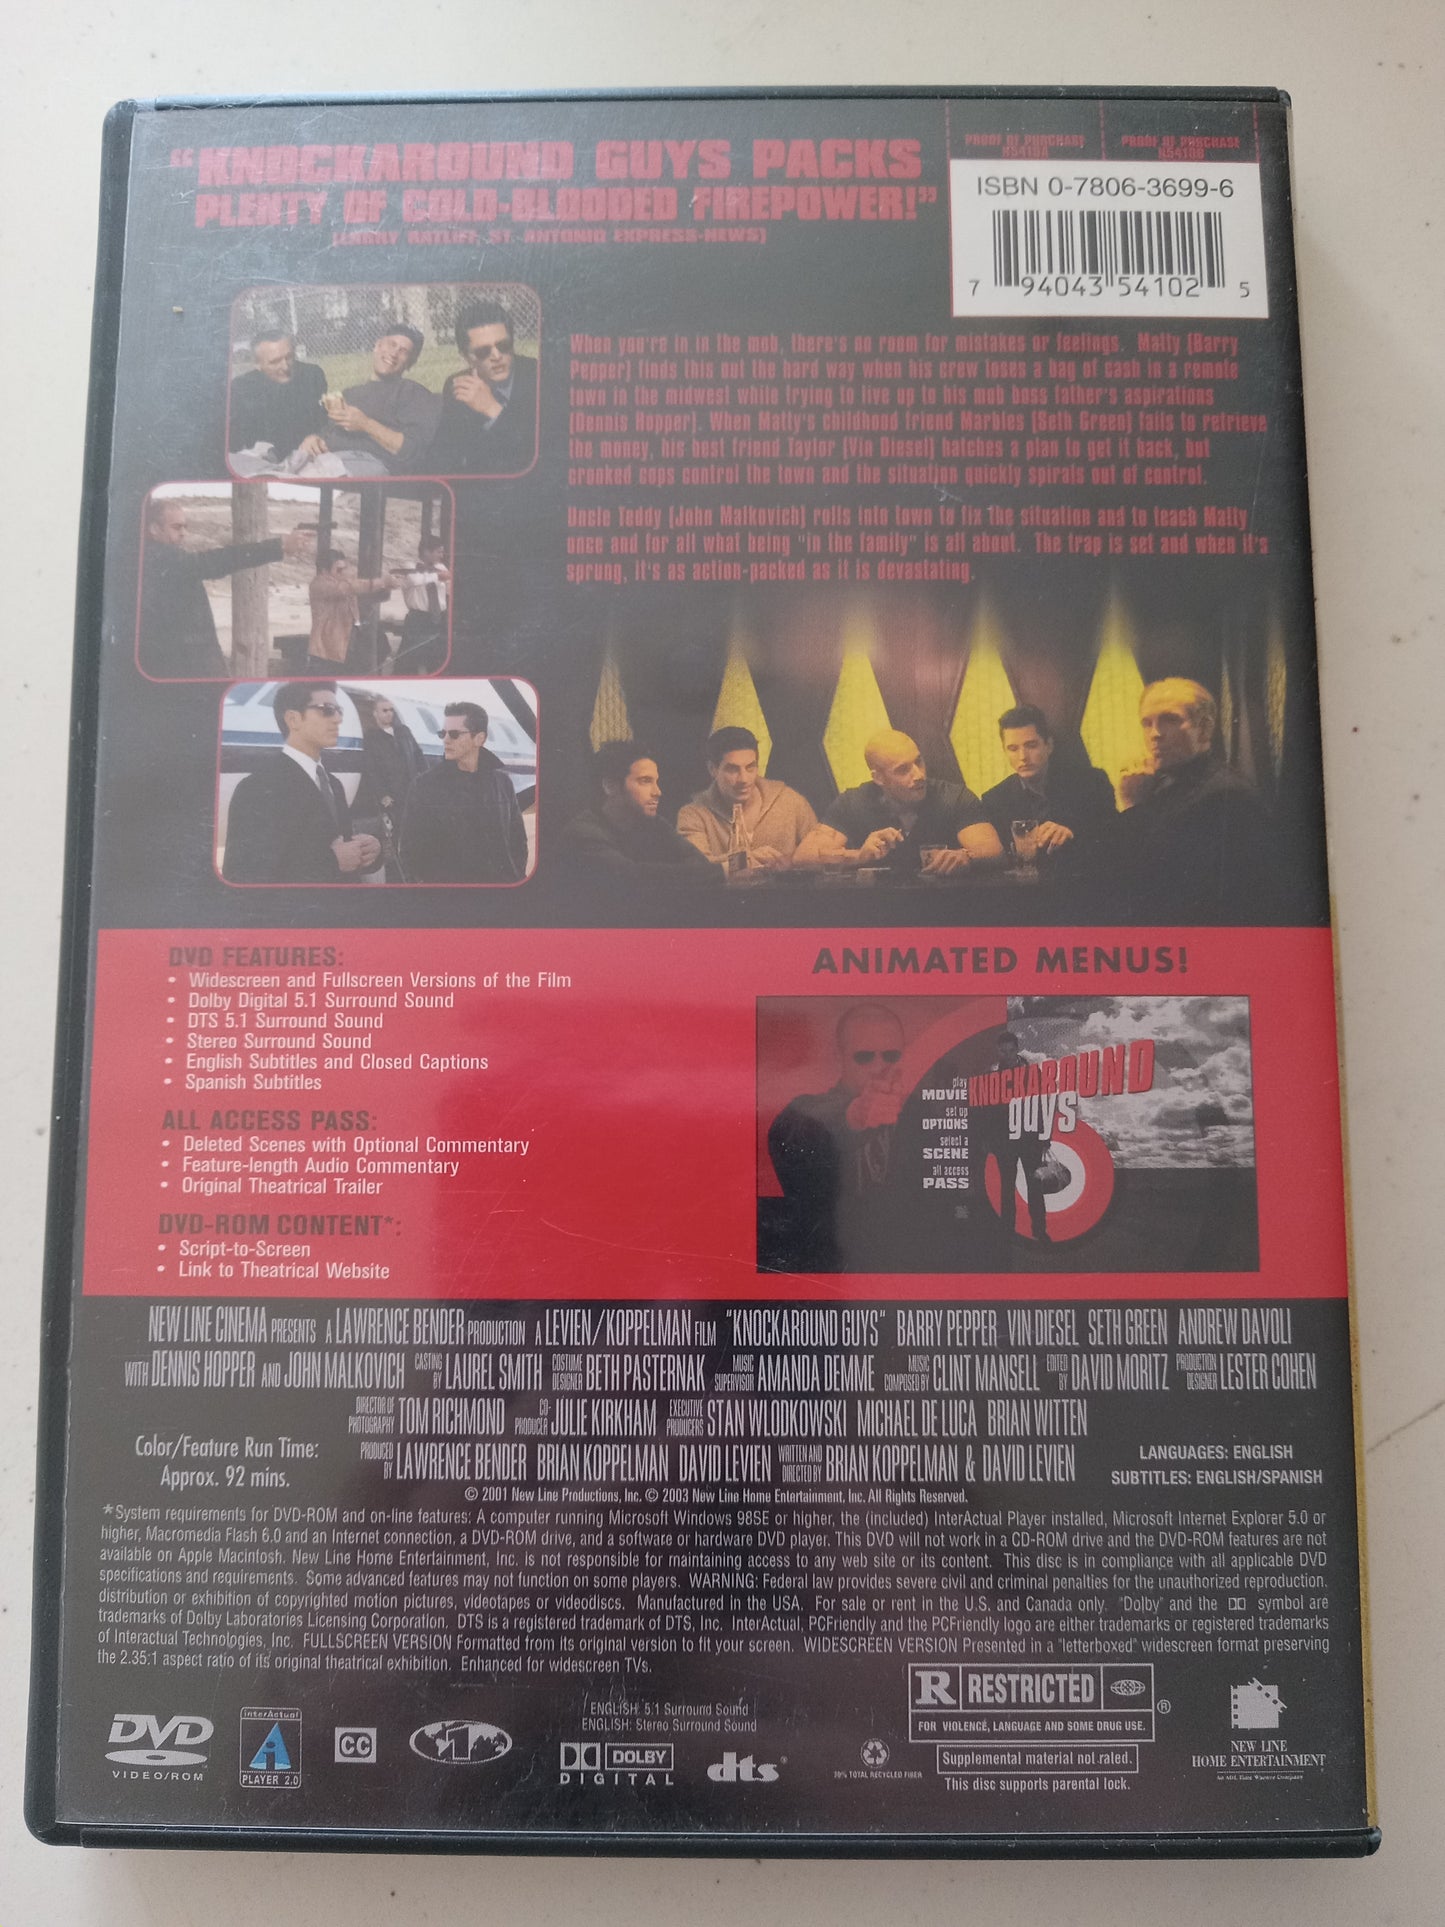 "KNOCKAROUND GUYS PACKS
PLENTY OF COLD-BLOODED FIREPOWER!"
(LARRY RATLIFF, ST. ANTONIO EXPRESS-NEWS)
PROOF OF PURCHASE
N5410B
PROOF OF PURCHASE
N5410B
ISBN 0-7806-3699-6
7 94043 54102 5
When you're in in the mob, there's no room for mistakes or feelings. Matty (Barry
Pepper) finds this out the hard way when his crew loses a bag of cash in a remote
town in the midwest while trying to live up to his mob boss father's aspirations
(Dennis Hopper). When Matty's childhood friend Marbles (Seth Green) fails to retrieve
the money, his best friend Taylor (Vin Diesel) hatches a plan to get it back, but
crooked cops control the town and the situation quickly spirals out of control.
Uncle Teddy (John Malkovich) rolls into town to fix the situation and to teach Matty
once and for all what being "in the family" is all about. The trap is set and when it's
sprung, it's as action-packed as it is devastating.
DVD FEATURES:
• Widescreen and Fullscreen Versions of the Film
• Dolby Digital 5.1 Surround Sound
• DTS 5.1 Surround Sound
• Stereo Surround Sound
• English Subtitles and Closed Captions
• Spanish Subtitles
ALL ACCESS PASS:
• Deleted Scenes with Optional Commentary
• Feature-length Audio Commentary
• Original Theatrical Trailer
DVD-ROM CONTENT*:
• Script-to-Screen
• Link to Theatrical Website
ANIMATED MENUS!
KNOCKAROUND
guys
play
MOVIE
set up
OPTIONS
select a
SCENE
all access
PASS
NEW LINE CINEMA PRESENTS A LAWRENCE BENDER PRODUCTION A LEVIEN/KOPPELMAN FILM "KNOCKAROUND GUYS" BARRY PEPPER VIN DIESEL SETH GREEN ANDREW DAVOLI
WITH DENNIS HOPPER AND JOHN MALKOVICH CASTING BY LAUREL SMITH COSTUME DESIGNER BETH PASTERNAK MUSIC SUPERVISOR AMANDA DEMME MUSIC COMPOSED BY CLINT MANSELL EDITED BY DAVID MORITZ PRODUCTION DESIGNER LESTER COHEN
DIRECTOR OF PHOTOGRAPHY TOM RICHMOND CO-PRODUCER JULIE KIRKHAM EXECUTIVE PRODUCERS STAN WLODKOWSKI MICHAEL DE LUCA BRIAN WITTEN
PRODUCED BY LAWRENCE BENDER BRIAN KOPPELMAN DAVID LEVIEN WRITTEN AND DIRECTED BY BRIAN KOPPELMAN & DAVID LEVIEN
Color/Feature Run Time:
Approx. 92 mins.
LANGUAGES: ENGLISH
SUBTITLES: ENGLISH/SPANISH
© 2001 New Line Productions, Inc. © 2003 New Line Home Entertainment, Inc. All Rights Reserved.
*System requirements for DVD-ROM and on-line features: A computer running Microsoft Windows 98SE or higher, the (included) InterActual Player installed, Microsoft Internet Explorer 5.0 or
higher, Macromedia Flash 6.0 and an Internet connection, a DVD-ROM drive, and a software or hardware DVD player. This DVD will not work in a CD-ROM drive and the DVD-ROM features are not
available on Apple Macintosh. New Line Home Entertainment, Inc. is not responsible for maintaining access to any web site or its content. This disc is in compliance with all applicable DVD
specifications and requirements. Some advanced features may not function on some players. WARNING: Federal law provides severe civil and criminal penalties for the unauthorized reproduction,
distribution or exhibition of copyrighted motion pictures, videotapes or videodiscs. Manufactured in the USA. For sale or rent in the U.S. and Canada only. "Dolby" and the DD symbol are
trademarks of Dolby Laboratories Licensing Corporation. DTS is a registered trademark of DTS, Inc. InterActual, PCFriendly and the PCFriendly logo are either trademarks or registered trademarks
of Interactual Technologies, Inc. FULLSCREEN VERSION Formatted from its original version to fit your screen. WIDESCREEN VERSION Presented in a "letterboxed" widescreen format preserving
the 2.35:1 aspect ratio of its original theatrical exhibition. Enhanced for widescreen TVs.
DVD
VIDEO/ROM
InterActual
PLAYER 2.0
CC
1
ENGLISH: 5.1 Surround Sound
ENGLISH: Stereo Surround Sound
DOLBY
DIGITAL
dts
TOTAL RECYCLED FIBER
R RESTRICTED ®
FOR VIOLENCE, LANGUAGE AND SOME DRUG USE.
Supplemental material not rated.
This disc supports parental lock.
NEW LINE
HOME ENTERTAINMENT
An AOL Time Warner Company